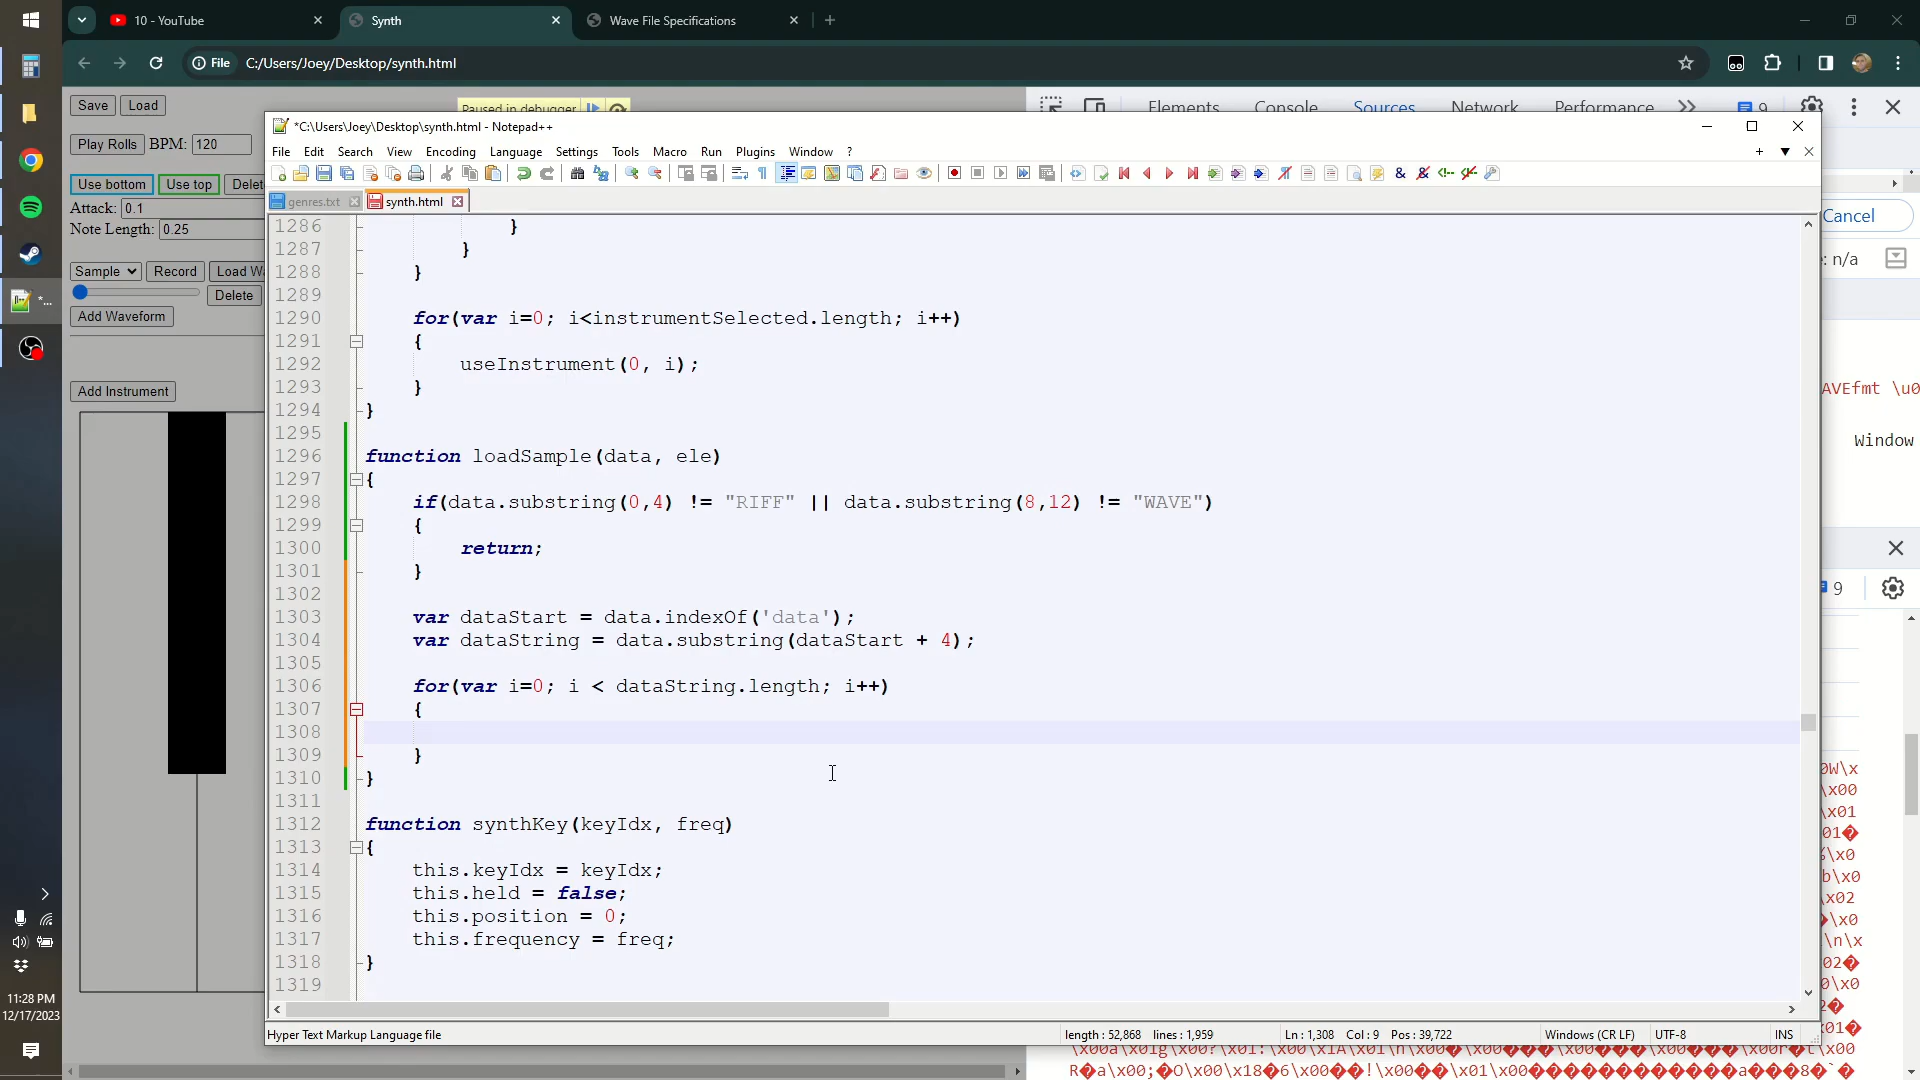 10 - YouTube
Synth
Wave File Specifications
File C:/Users/Joey/Desktop/synth.html
Save Load
Paused in debugger
Elements Console Sources Network Performance 9
Play Rolls BPM: 120
Use bottom Use top
Attack: 0.1
Note Length: 0.25
Sample Record
Delete
Add Waveform
Add Instrument
*C:\Users\Joey\Desktop\synth.html - Notepad++
File Edit Search View Encoding Language Settings Tools Macro Run Plugins Window ?
genres.txt synth.html
1286 }
1287 }
1288 }
1289
1290 for(var i=0; i<instrumentSelected.length; i++)
1291 {
1292 useInstrument(0, i);
1293 }
1294 }
1295
1296 function loadSample(data, ele)
1297 {
1298 if(data.substring(0,4) != "RIFF" || data.substring(8,12) != "WAVE")
1299 {
1300 return;
1301 }
1302
1303 var dataStart = data.indexOf('data');
1304 var dataString = data.substring(dataStart + 4);
1305
1306 for(var i=0; i < dataString.length; i++)
1307 {
1308
1309 }
1310 }
1311
1312 function synthKey(keyIdx, freq)
1313 {
1314 this.keyIdx = keyIdx;
1315 this.held = false;
1316 this.position = 0;
1317 this.frequency = freq;
1318 }
1319
Hyper Text Markup Language file length : 52,868 lines : 1,959 Ln : 1,308 Col : 9 Pos : 39,722 Windows (CR LF) UTF-8 INS
Cancel
: n/a
AVEfmt \u0
Window
9
11:28 PM
12/17/2023